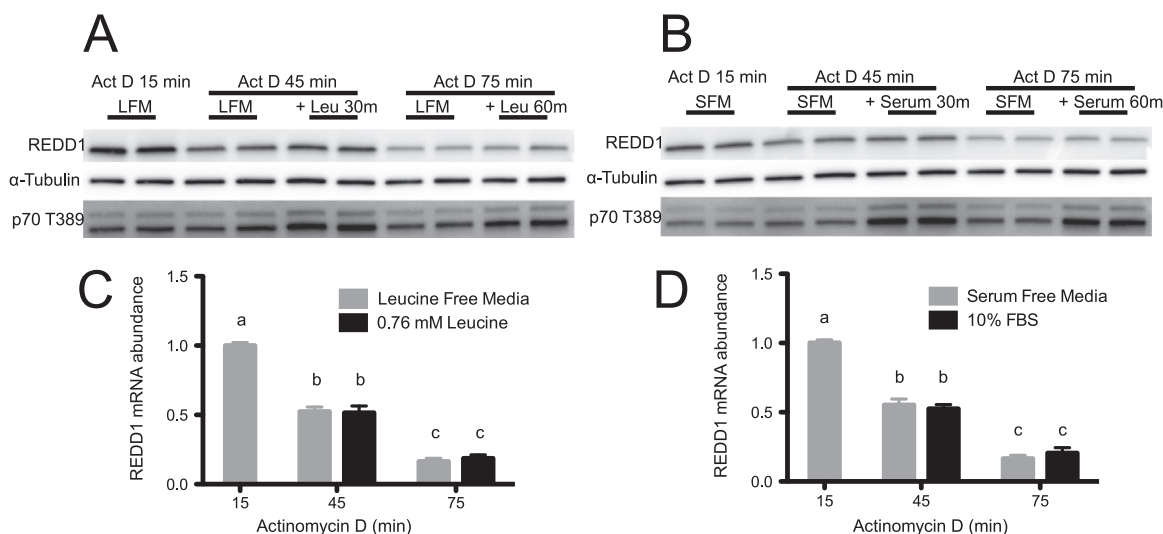 A
Act D 15 min
Act D 45 min
Act D 75 min
LFM
LFM
+ Leu 30m
LFM
+ Leu 60m
REDD1
α-Tubulin
p70 T389
B
Act D 15 min
Act D 45 min
Act D 75 min
SFM
SFM
+ Serum 30m
SFM
+ Serum 60m
REDD1
α-Tubulin
p70 T389
C
REDD1 mRNA abundance
1.5
1.0
0.5
0.0
Leucine Free Media
0.76 mM Leucine
a
b
b
c
c
15
45
75
Actinomycin D (min)
D
REDD1 mRNA abundance
1.5
1.0
0.5
0.0
Serum Free Media
10% FBS
a
b
b
c
c
15
45
75
Actinomycin D (min)